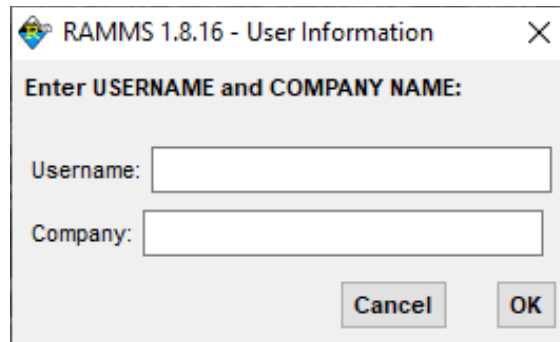 RAMMS 1.8.16 - User Information
Enter USERNAME and COMPANY NAME:
Username:
Company:
Cancel OK